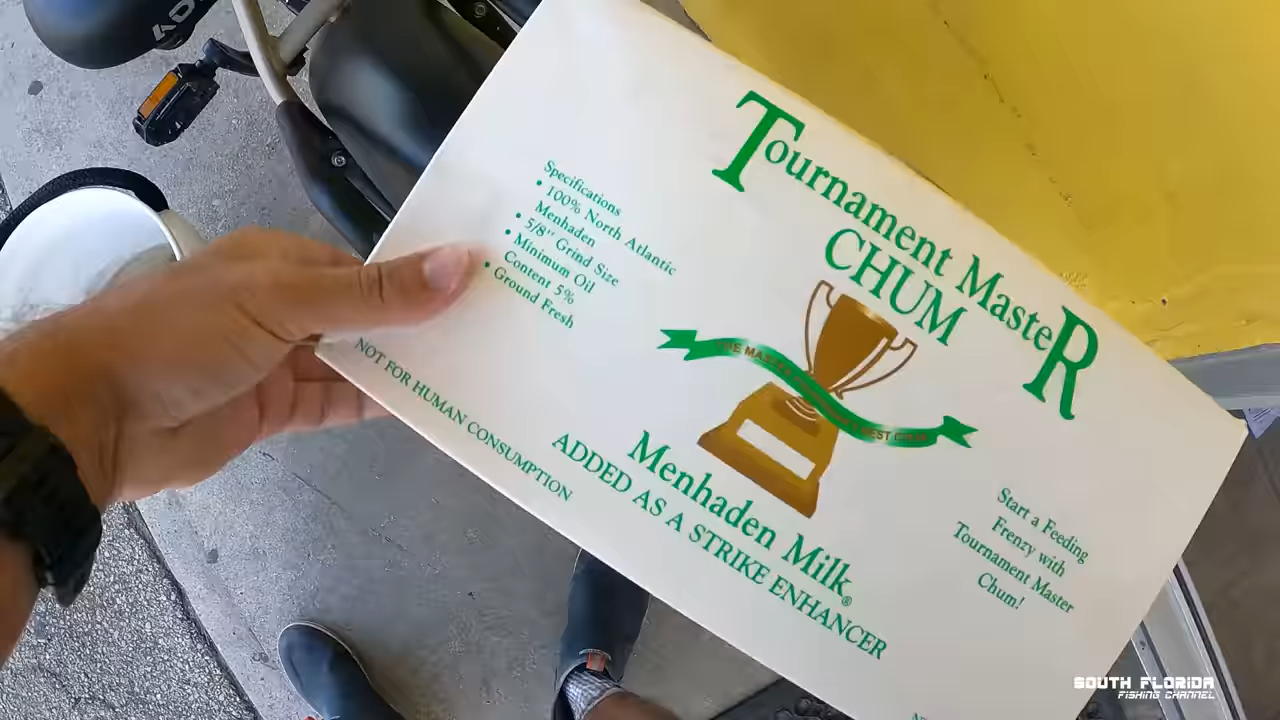 Tournament MasteR
CHUM
Specifications
• 100% North Atlantic
Menhaden
• 5/8" Grind Size
• Minimum Oil
Content 5%
• Ground Fresh
Menhaden Milk®
ADDED AS A STRIKE ENHANCER
NOT FOR HUMAN CONSUMPTION
Start a Feeding
Frenzy with
Tournament Master
Chum!
SOUTH FLORIDA
FISHING CHANNEL